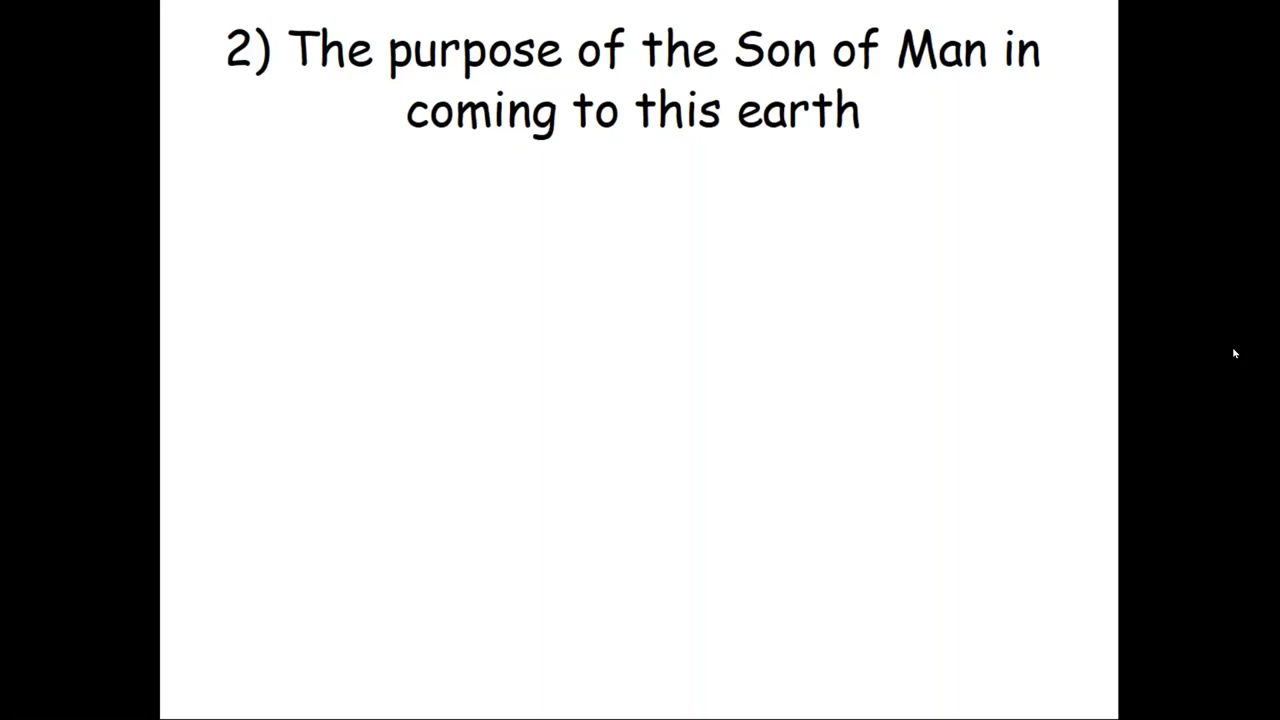 2) The purpose of the Son of Man in
coming to this earth